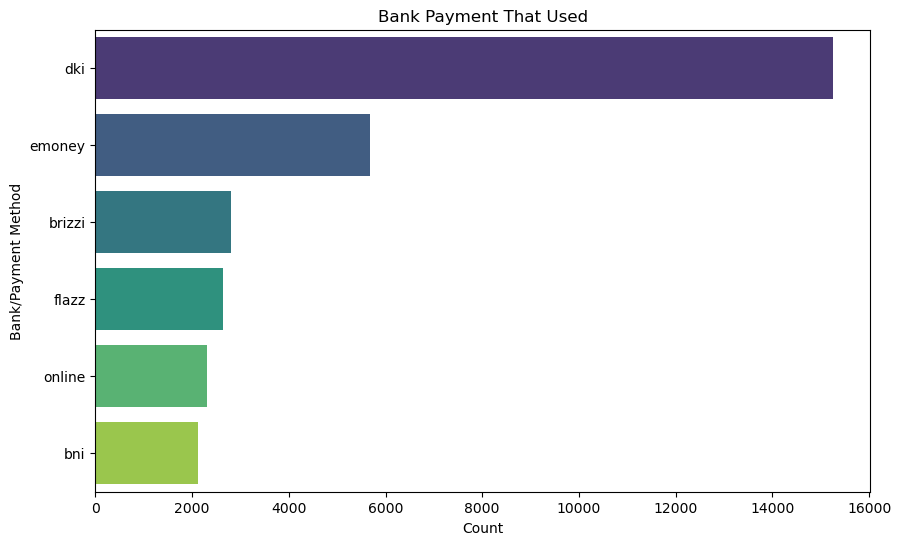 Bank Payment That Used
Bank/Payment Method
dki
emoney
brizzi
flazz
online
bni
0 2000 4000 6000 8000 10000 12000 14000 16000
Count